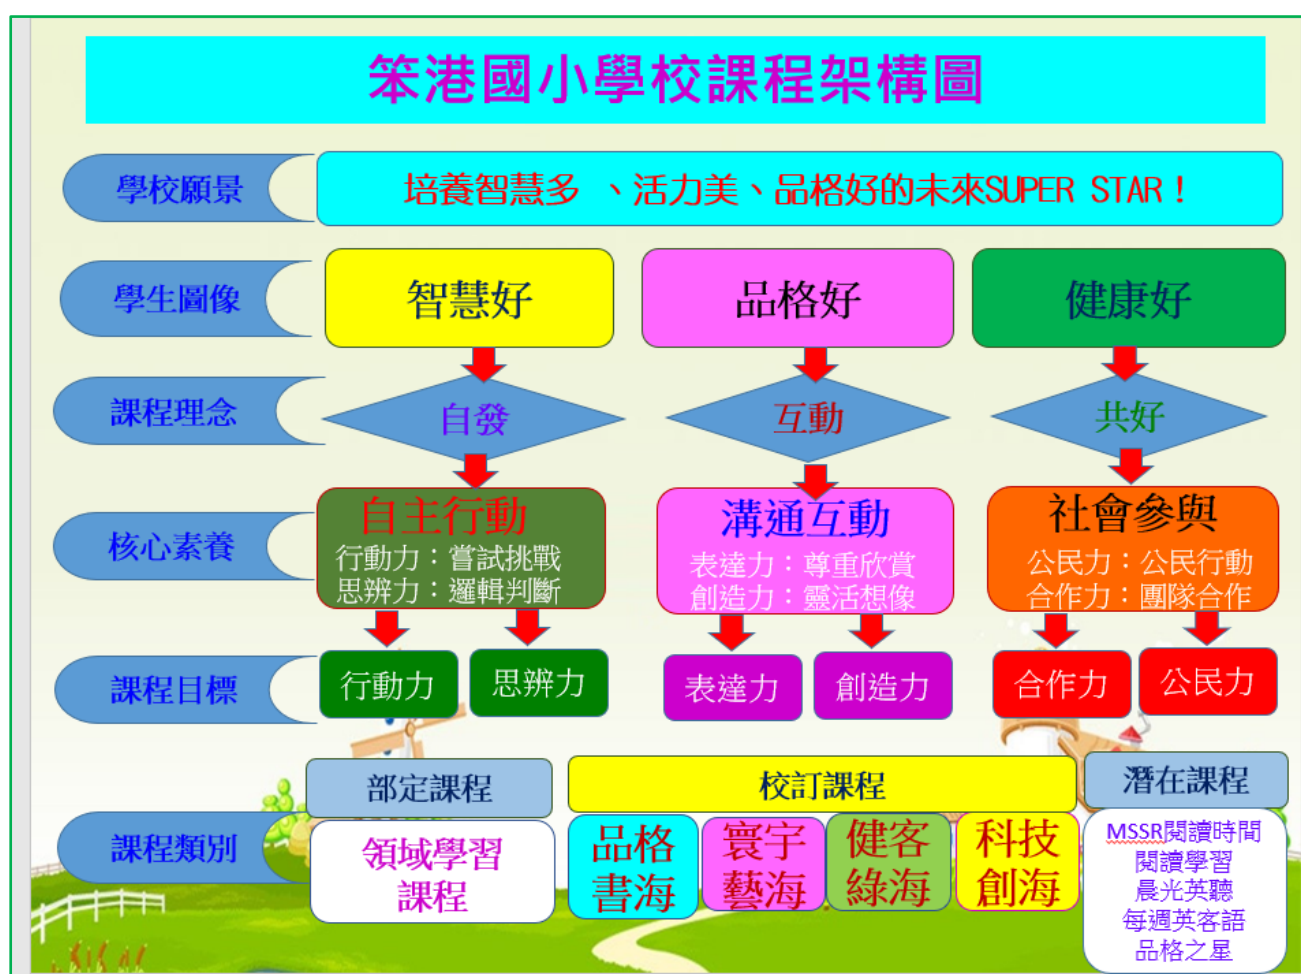 笨港國小學校課程架構圖
學校願景
培養智慧多 、活力美、品格好的未來SUPER STAR！
學生圖像
智慧好
品格好
健康好
課程理念
自發
互動
共好
核心素養
自主行動
行動力：嘗試挑戰
思辨力：邏輯判斷
溝通互動
表達力：尊重欣賞
創造力：靈活想像
社會參與
公民力：公民行動
合作力：團隊合作
課程目標
行動力
思辨力
表達力
創造力
合作力
公民力
課程類別
部定課程
領域學習
課程
校訂課程
品格
書海
寰宇
藝海
健客
綠海
科技
創海
潛在課程
MSSR閱讀時間
閱讀學習
晨光英聽
每週英客語
品格之星